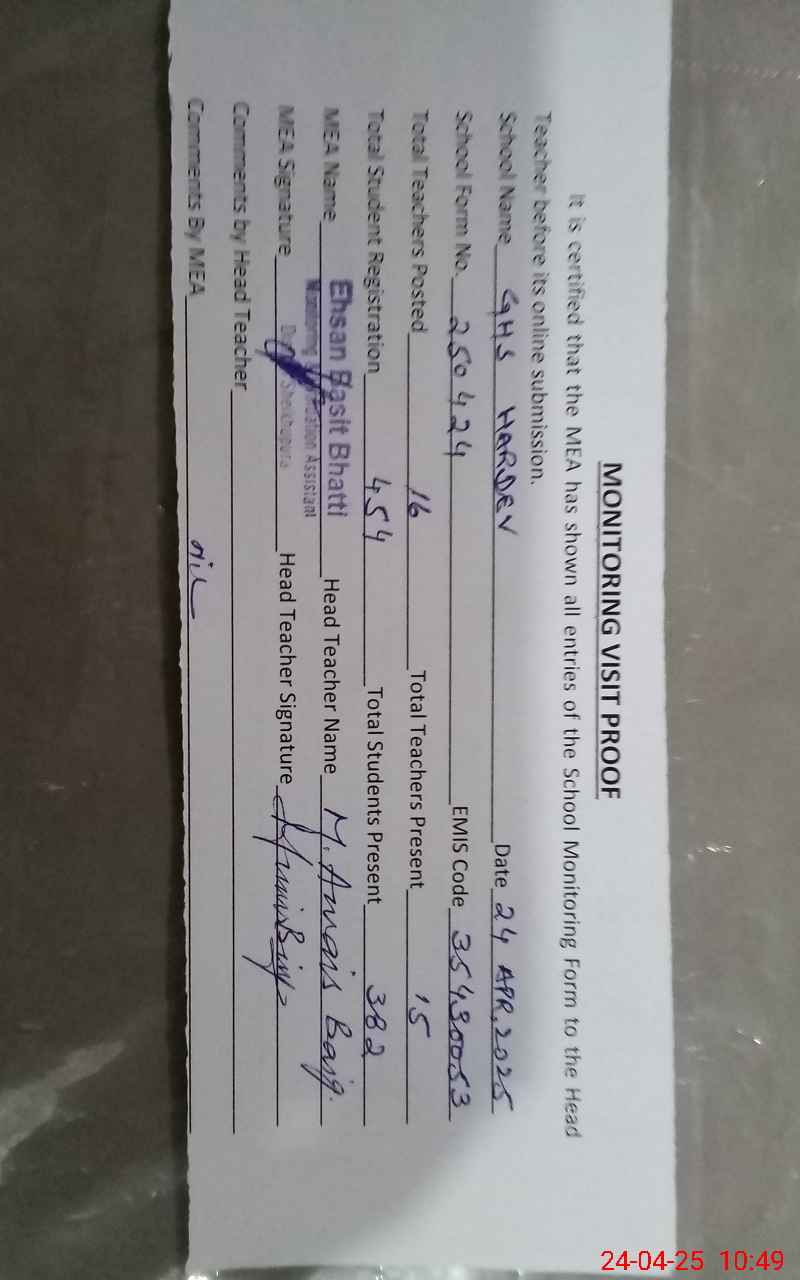 MONITORING VISIT PROOF
It is certified that the MEA has shown all entries of the School Monitoring Form to the Head
Teacher before its online submission.
School Name GHS HARDEV Date 24 APR, 2025
School Form No. 250424 EMIS Code 35430053
Total Teachers Posted 16 Total Teachers Present 15
Total Student Registration 454 Total Students Present 382
MEA Name Ehsan Basit Bhatti Head Teacher Name M. Awais Baig.
Monitoring Assistant
Sheikhupura
MEA Signature Head Teacher Signature
Comments by Head Teacher
Comments By MEA nil
24-04-25 10:49